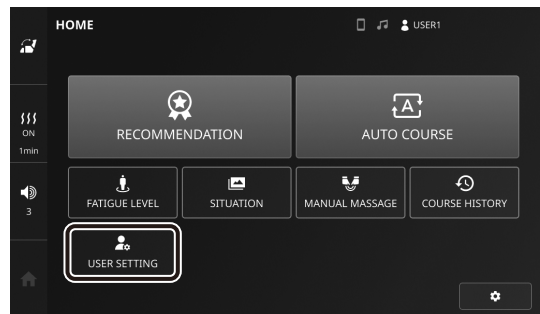 HOME
USER1
ON
1min
3
RECOMMENDATION
A
AUTO COURSE
FATIGUE LEVEL
SITUATION
MANUAL MASSAGE
COURSE HISTORY
USER SETTING